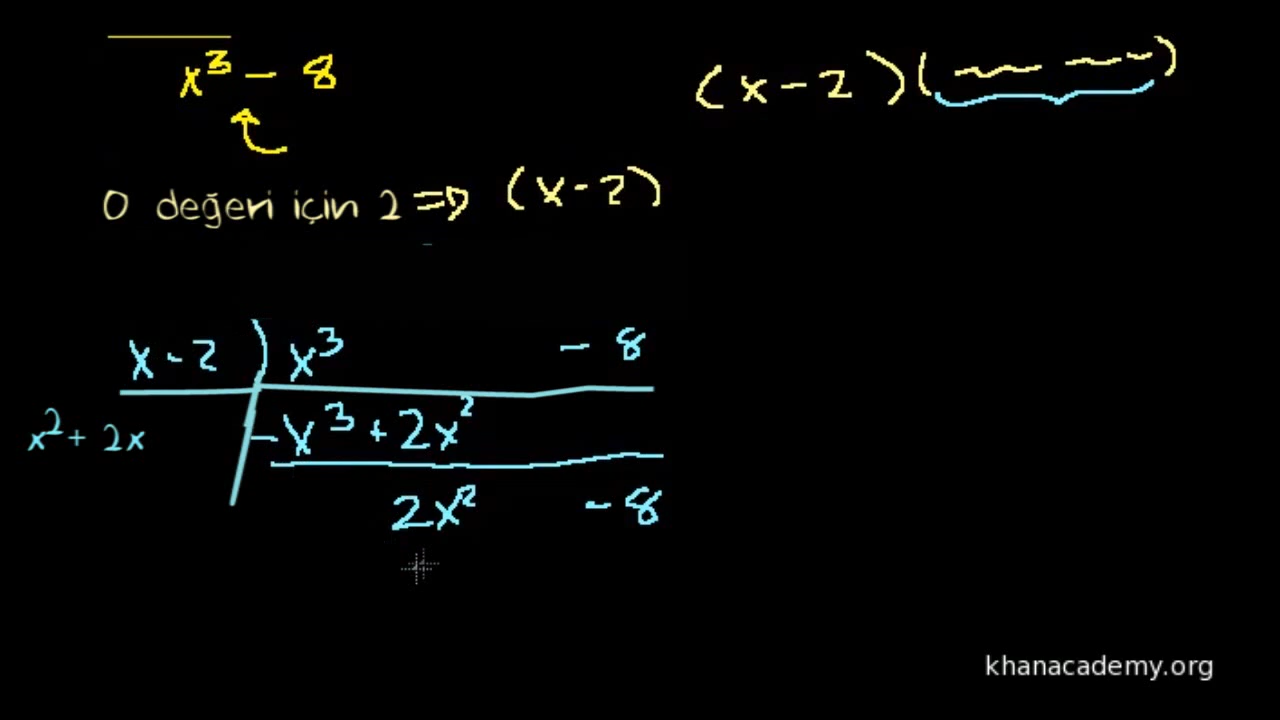 x³ - 8
(x - 2)(
)
0 değeri için 2 => (x - 2)
x - 2 ) x³ - 8
x² + 2x
-x³ + 2x²
2x² - 8
khanacademy.org